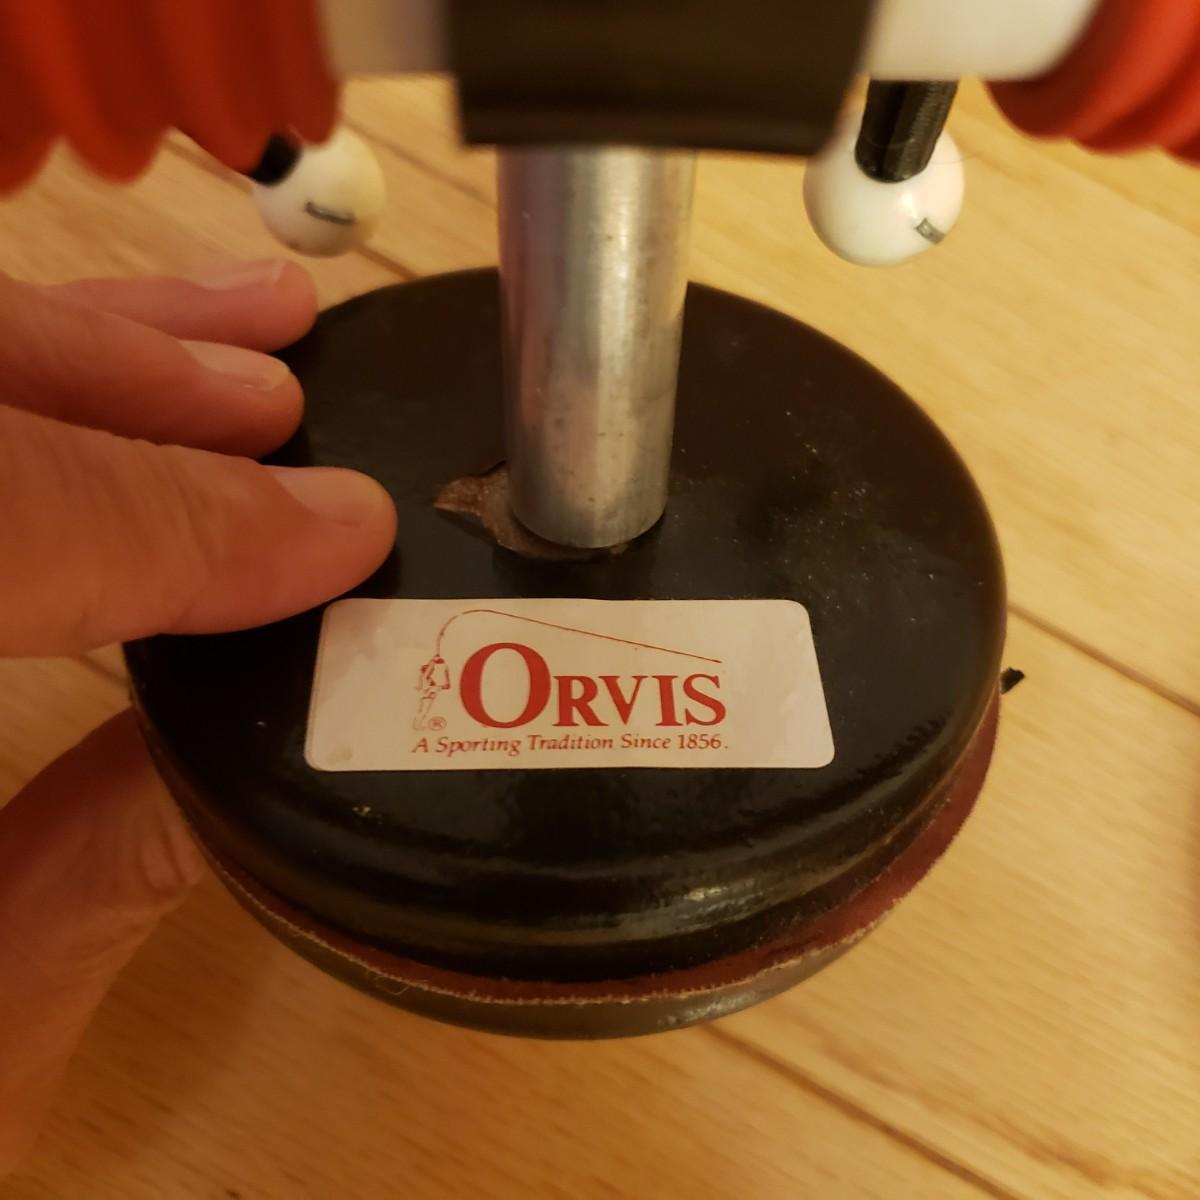 ORVIS
®
A Sporting Tradition Since 1856.